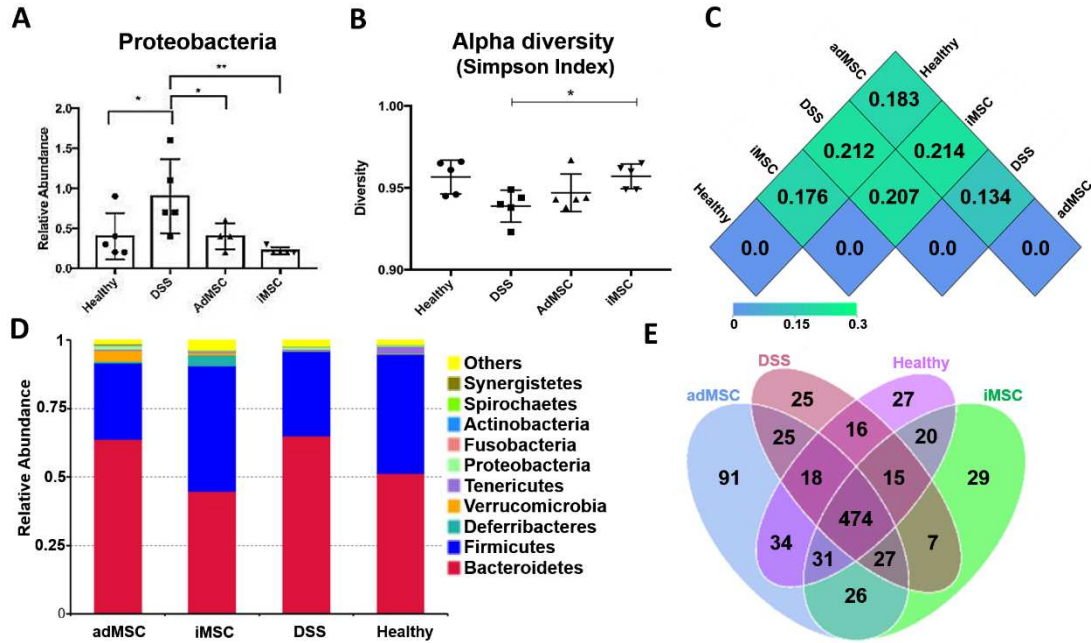 A
Proteobacteria
**
*
*
Relative Abundance
2.0
1.5
1.0
0.5
0.0
Healthy
DSS
AdMSC
iMSC
B
Alpha diversity
(Simpson Index)
*
Diversity
1.00
0.95
0.90
Healthy
DSS
AdMSC
iMSC
C
adMSC
Healthy
DSS
iMSC
iMSC
DSS
Healthy
adMSC
0.183
0.212
0.214
0.176
0.207
0.134
0.0
0.0
0.0
0.0
0
0.15
0.3
D
Relative Abundance
1
0.75
0.5
0.25
0
adMSC
iMSC
DSS
Healthy
Others
Synergistetes
Spirochaetes
Actinobacteria
Fusobacteria
Proteobacteria
Tenericutes
Verrucomicrobia
Deferribacteres
Firmicutes
Bacteroidetes
E
DSS
Healthy
adMSC
iMSC
25
27
25
16
20
91
18
15
29
474
34
31
27
7
26